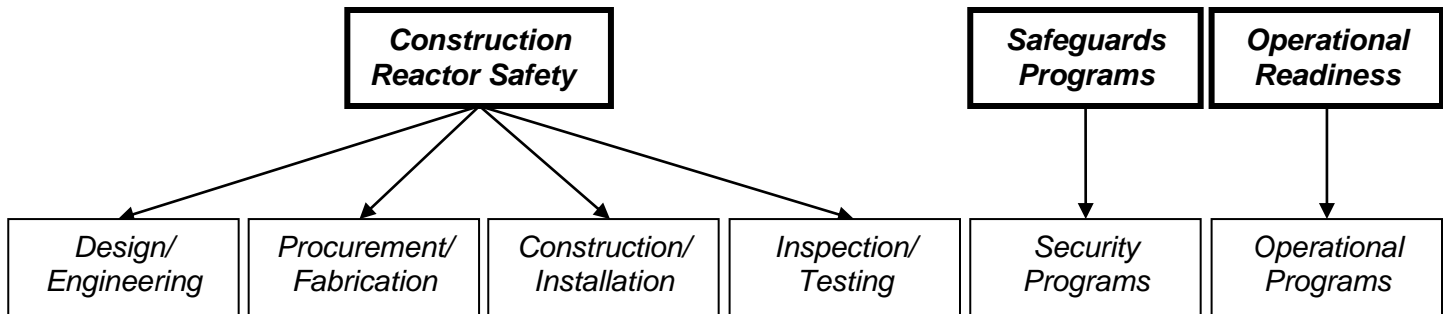 Construction
Reactor Safety
Safeguards
Programs
Operational
Readiness
Design/
Engineering
Procurement/
Fabrication
Construction/
Installation
Inspection/
Testing
Security
Programs
Operational
Programs